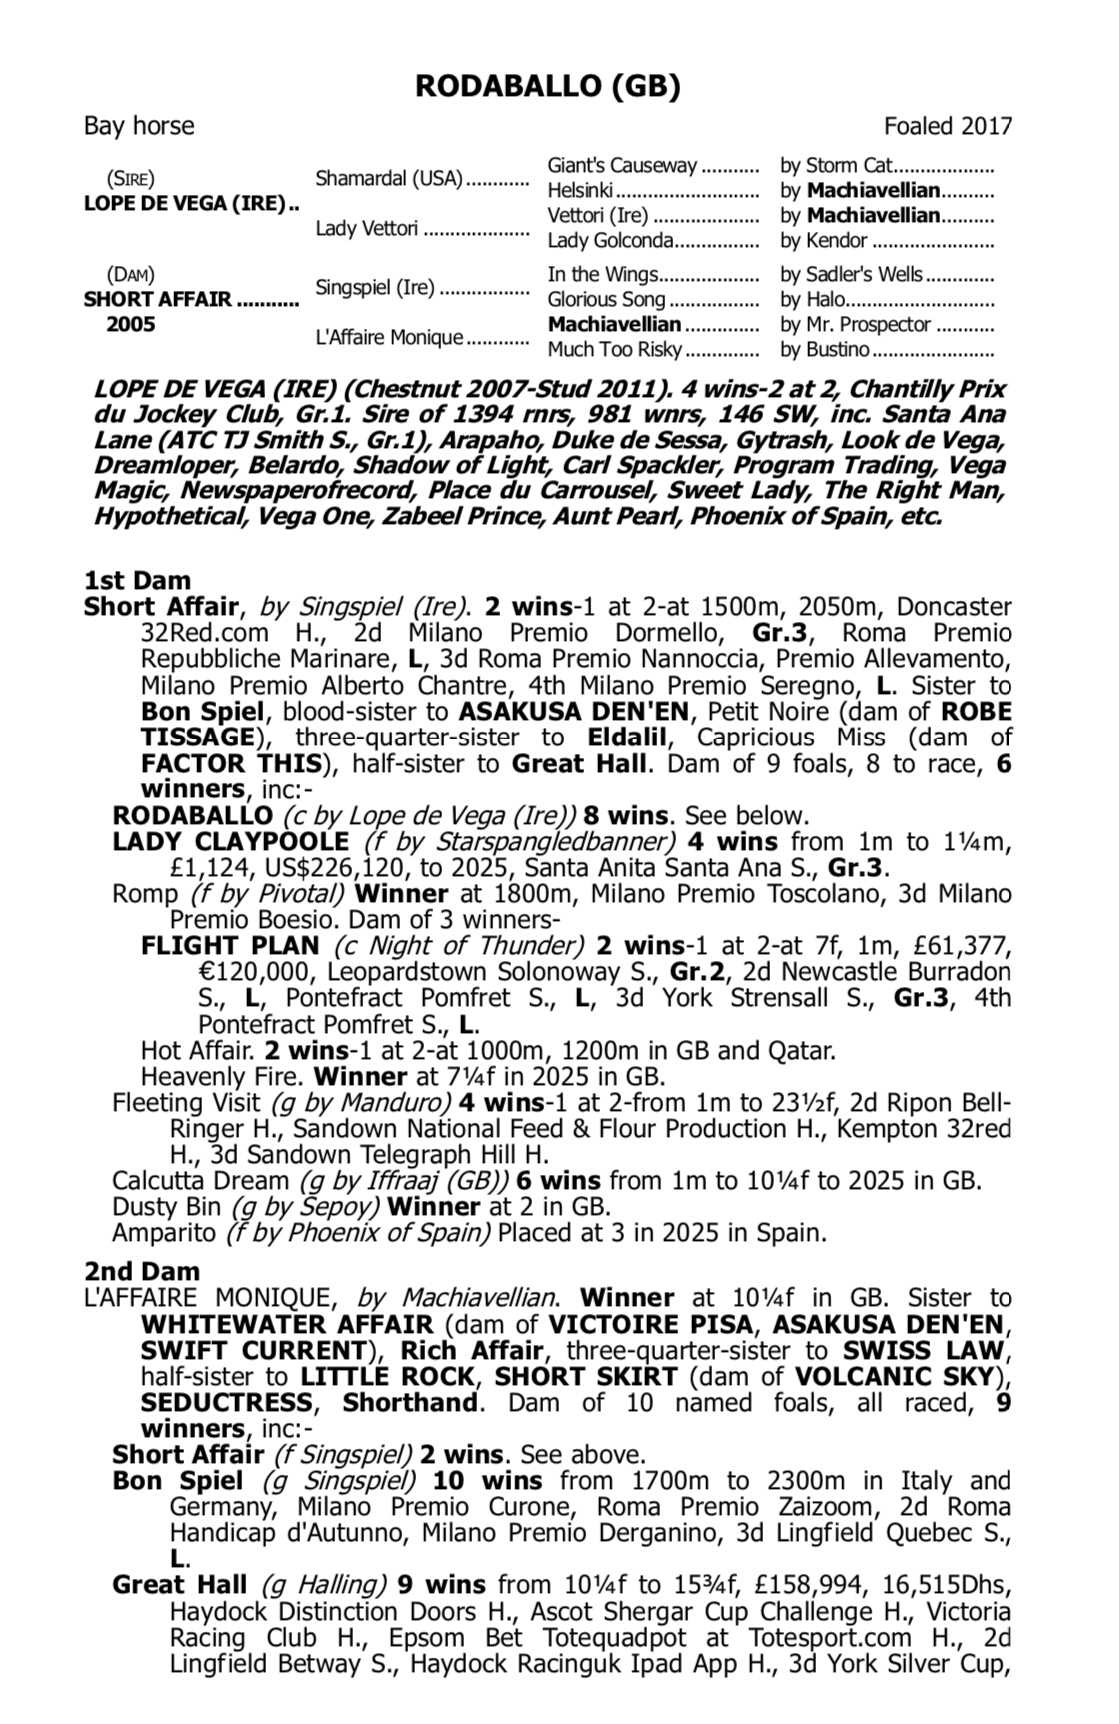 RODABALLO (GB)
Bay horse Foaled 2017
(SIRE)
LOPE DE VEGA (IRE)..
Shamardal (USA)............
Lady Vettori ....................
Giant's Causeway ........... by Storm Cat....................
Helsinki........................... by Machiavellian..........
Vettori (Ire) .................... by Machiavellian..........
Lady Golconda................ by Kendor .......................
(DAM)
SHORT AFFAIR ...........
2005
Singspiel (Ire) .................
L'Affaire Monique............
In the Wings................... by Sadler's Wells.............
Glorious Song ................. by Halo............................
Machiavellian .............. by Mr. Prospector ...........
Much Too Risky.............. by Bustino.......................
LOPE DE VEGA (IRE) (Chestnut 2007-Stud 2011). 4 wins-2 at 2, Chantilly Prix
du Jockey Club, Gr.1. Sire of 1394 rnrs, 981 wnrs, 146 SW, inc. Santa Ana
Lane (ATC TJ Smith S., Gr.1), Arapaho, Duke de Sessa, Gytrash, Look de Vega,
Dreamloper, Belardo, Shadow of Light, Carl Spackler, Program Trading, Vega
Magic, Newspaperofrecord, Place du Carrousel, Sweet Lady, The Right Man,
Hypothetical, Vega One, Zabeel Prince, Aunt Pearl, Phoenix of Spain, etc.
1st Dam
Short Affair, by Singspiel (Ire). 2 wins-1 at 2-at 1500m, 2050m, Doncaster
32Red.com H., 2d Milano Premio Dormello, Gr.3, Roma Premio
Repubbliche Marinare, L, 3d Roma Premio Nannoccia, Premio Allevamento,
Milano Premio Alberto Chantre, 4th Milano Premio Seregno, L. Sister to
Bon Spiel, blood-sister to ASAKUSA DEN'EN, Petit Noire (dam of ROBE
TISSAGE), three-quarter-sister to Eldalil, Capricious Miss (dam of
FACTOR THIS), half-sister to Great Hall. Dam of 9 foals, 8 to race, 6
winners, inc:-
RODABALLO (c by Lope de Vega (Ire)) 8 wins. See below.
LADY CLAYPOOLE (f by Starspangledbanner) 4 wins from 1m to 1¼m,
£1,124, US$226,120, to 2025, Santa Anita Santa Ana S., Gr.3.
Romp (f by Pivotal) Winner at 1800m, Milano Premio Toscolano, 3d Milano
Premio Boesio. Dam of 3 winners-
FLIGHT PLAN (c Night of Thunder) 2 wins-1 at 2-at 7f, 1m, £61,377,
€120,000, Leopardstown Solonoway S., Gr.2, 2d Newcastle Burradon
S., L, Pontefract Pomfret S., L, 3d York Strensall S., Gr.3, 4th
Pontefract Pomfret S., L.
Hot Affair. 2 wins-1 at 2-at 1000m, 1200m in GB and Qatar.
Heavenly Fire. Winner at 7¼f in 2025 in GB.
Fleeting Visit (g by Manduro) 4 wins-1 at 2-from 1m to 23½f, 2d Ripon Bell-
Ringer H., Sandown National Feed & Flour Production H., Kempton 32red
H., 3d Sandown Telegraph Hill H.
Calcutta Dream (g by Iffraaj (GB)) 6 wins from 1m to 10¼f to 2025 in GB.
Dusty Bin (g by Sepoy) Winner at 2 in GB.
Amparito (f by Phoenix of Spain) Placed at 3 in 2025 in Spain.
2nd Dam
L'AFFAIRE MONIQUE, by Machiavellian. Winner at 10¼f in GB. Sister to
WHITEWATER AFFAIR (dam of VICTOIRE PISA, ASAKUSA DEN'EN,
SWIFT CURRENT), Rich Affair, three-quarter-sister to SWISS LAW,
half-sister to LITTLE ROCK, SHORT SKIRT (dam of VOLCANIC SKY),
SEDUCTRESS, Shorthand. Dam of 10 named foals, all raced, 9
winners, inc:-
Short Affair (f Singspiel) 2 wins. See above.
Bon Spiel (g Singspiel) 10 wins from 1700m to 2300m in Italy and
Germany, Milano Premio Curone, Roma Premio Zaizoom, 2d Roma
Handicap d'Autunno, Milano Premio Derganino, 3d Lingfield Quebec S.,
L.
Great Hall (g Halling) 9 wins from 10¼f to 15¾f, £158,994, 16,515Dhs,
Haydock Distinction Doors H., Ascot Shergar Cup Challenge H., Victoria
Racing Club H., Epsom Bet Totequadpot at Totesport.com H., 2d
Lingfield Betway S., Haydock Racinguk Ipad App H., 3d York Silver Cup,